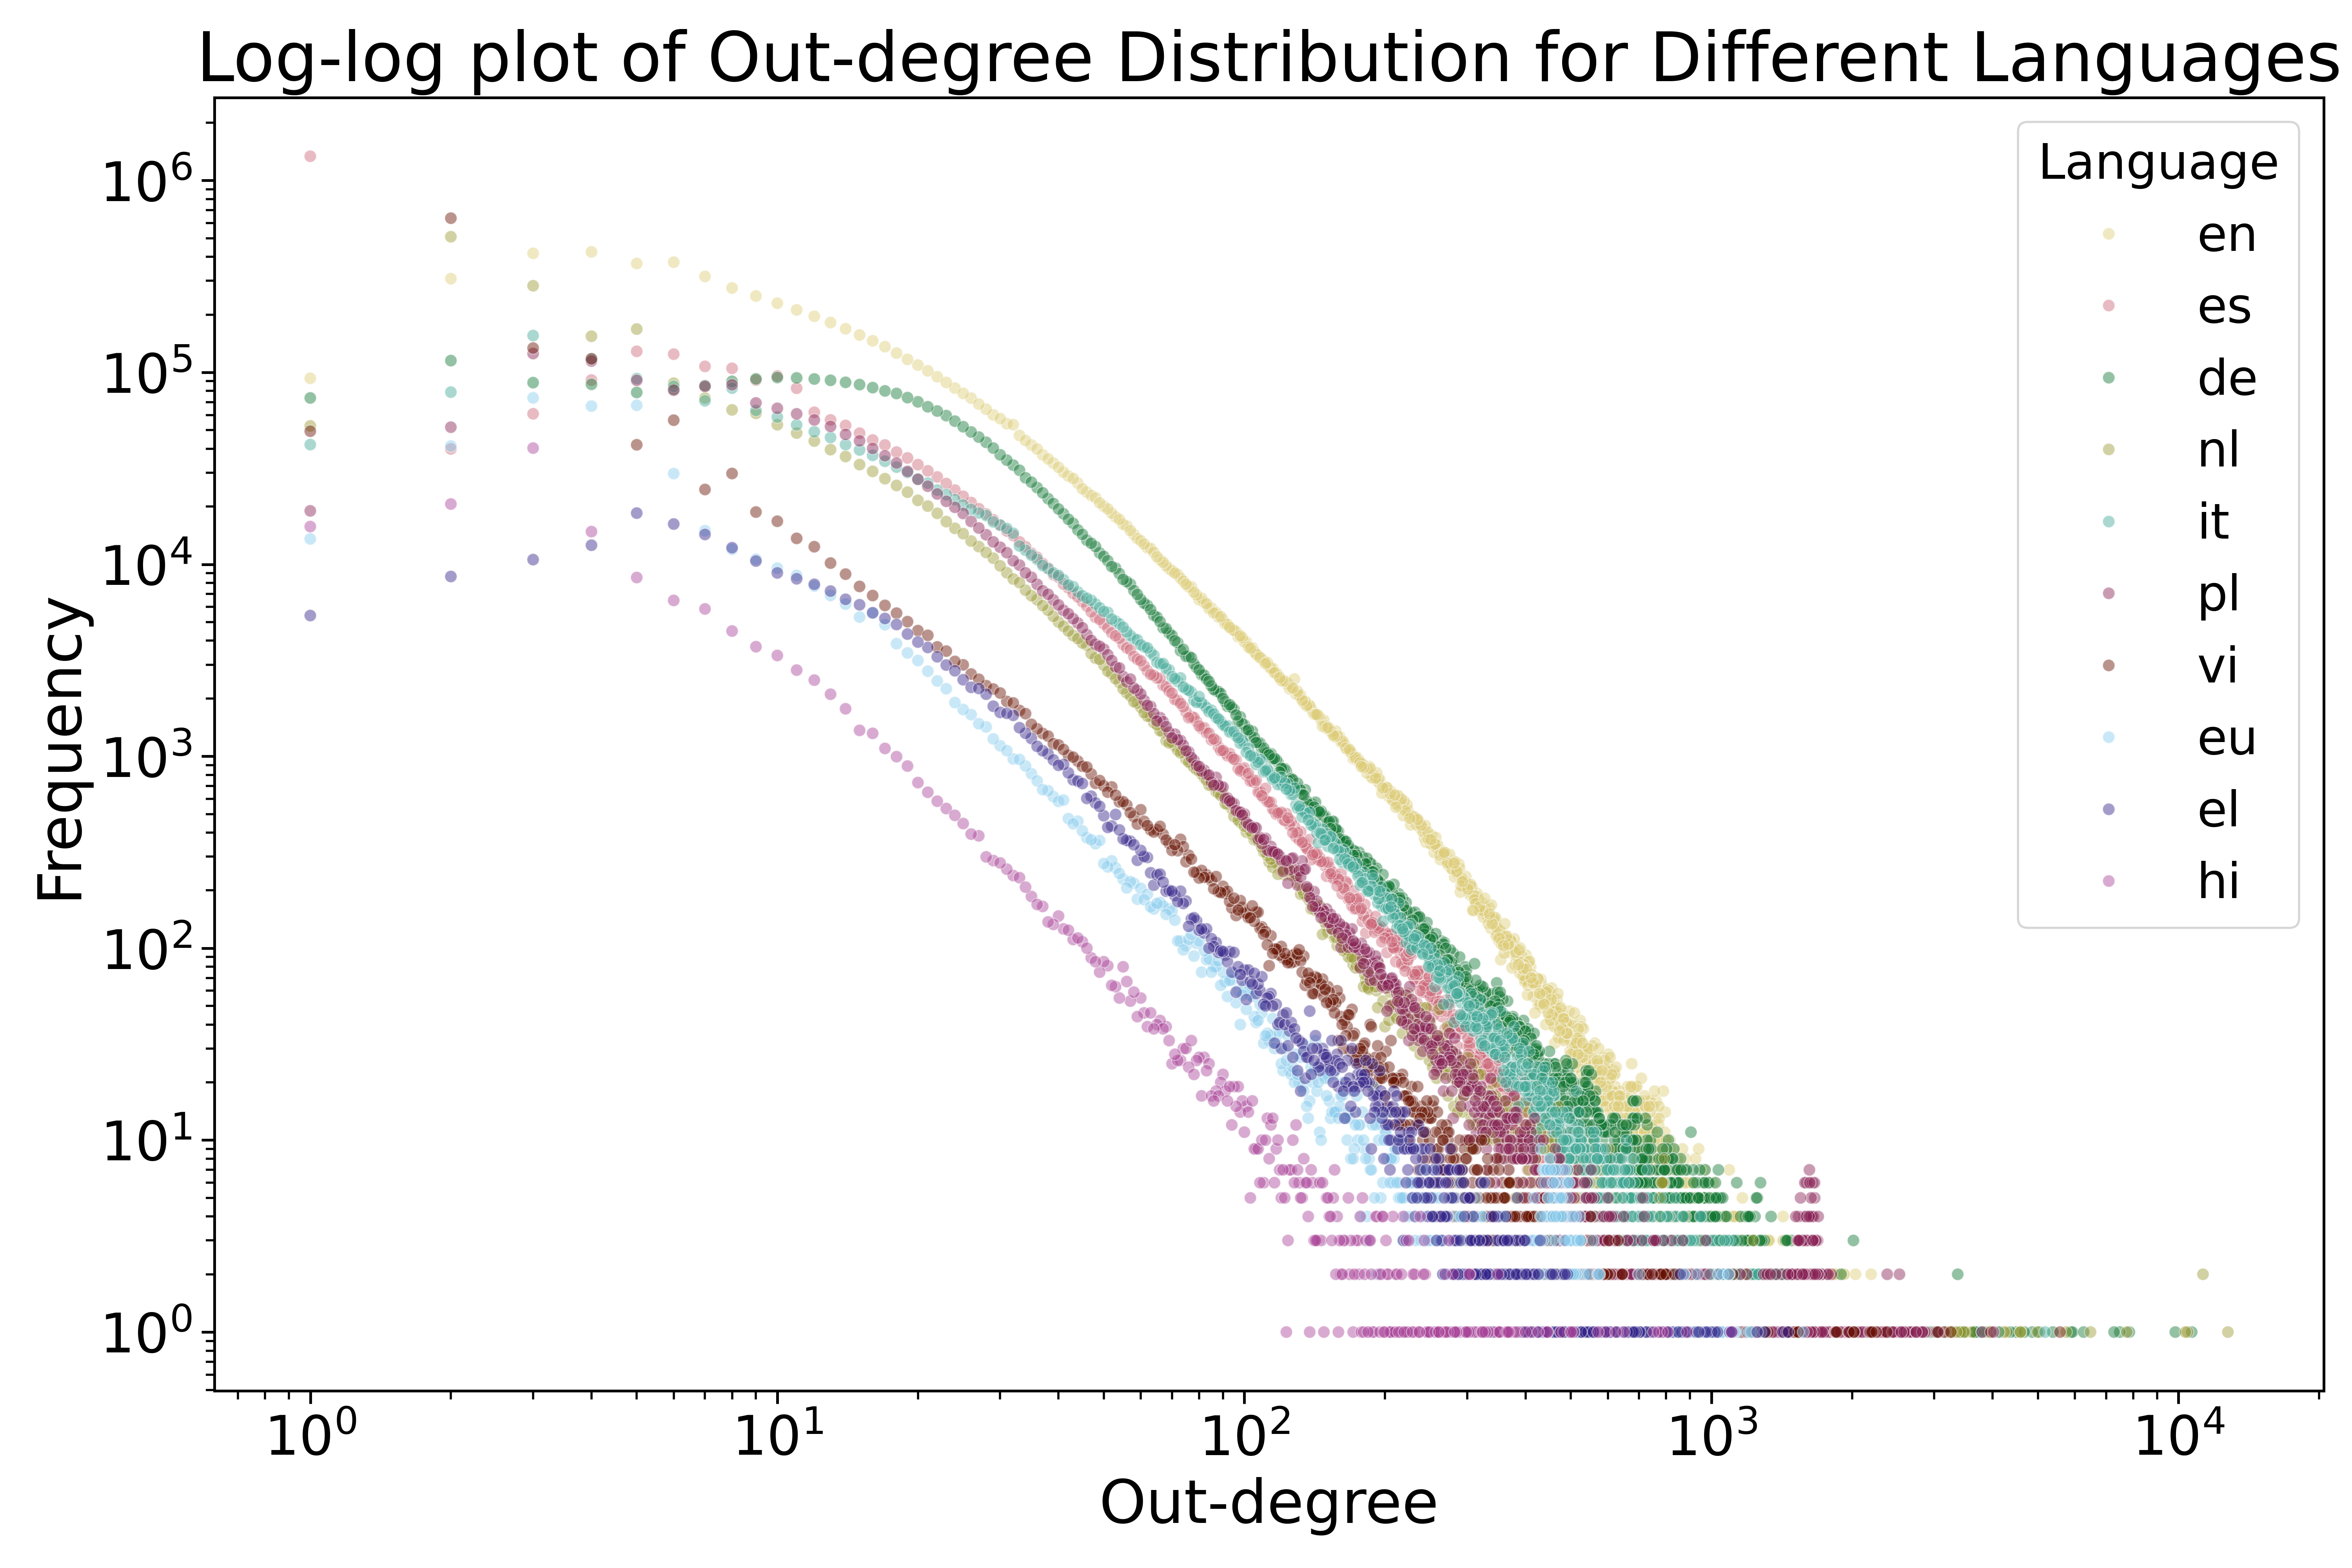 Log-log plot of Out-degree Distribution for Different Languages
Frequency
10^6
10^5
10^4
10^3
10^2
10^1
10^0
10^0 10^1 10^2 10^3 10^4
Out-degree
Language
en
es
de
nl
it
pl
vi
eu
el
hi